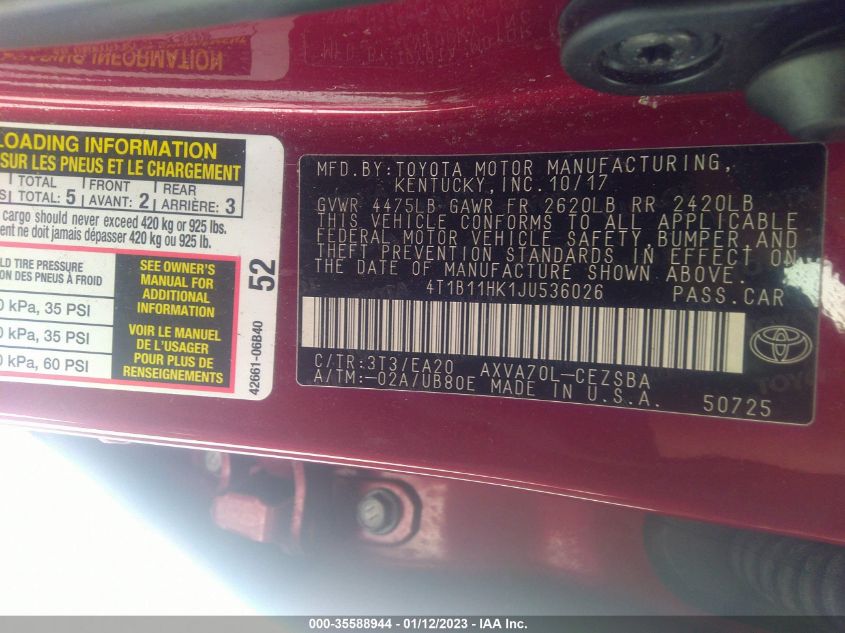 LOADING INFORMATION
SUR LES PNEUS ET LE CHARGEMENT
TOTAL FRONT REAR
TOTAL: 5 AVANT: 2 ARRIÈRE: 3
cargo should never exceed 420 kg or 925 lbs.
ne doit jamais dépasser 420 kg ou 925 lb.
TIRE PRESSURE
DES PNEUS À FROID
kPa, 35 PSI
kPa, 35 PSI
kPa, 60 PSI
SEE OWNER'S
MANUAL FOR
ADDITIONAL
INFORMATION
VOIR LE MANUEL
DE L'USAGER
POUR PLUS DE
RENSEIGNEMENTS
52
42661-06B40
MFD.BY:TOYOTA MOTOR MANUFACTURING,
KENTUCKY, INC.10/17
GVWR 4475LB GAWR FR 2620LB RR 2420LB
THIS VEHICLE CONFORMS TO ALL APPLICABLE
FEDERAL MOTOR VEHICLE SAFETY,BUMPER,AND
THEFT PREVENTION STANDARDS IN EFFECT ON
THE DATE OF MANUFACTURE SHOWN ABOVE.
4T1B11HK1JU536026 PASS.CAR
C/TR:3T3/EA20 AXVA70L-CEZSBA
A/TM:-02A/UB80E MADE IN U.S.A.
50725
000-35588944 - 01/12/2023 - IAA Inc.